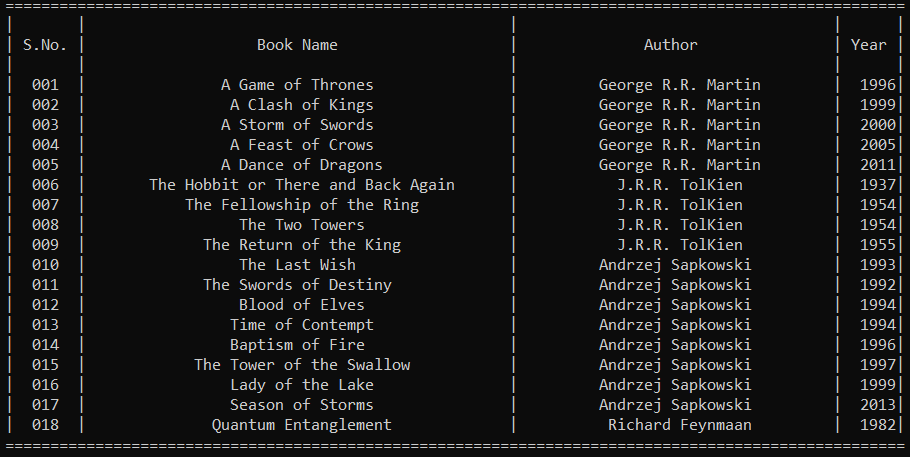 ==========
S.No. | Book Name | Author | Year
001 | A Game of Thrones | George R.R. Martin | 1996|
002 | A Clash of Kings | George R.R. Martin | 1999|
003 | A Storm of Swords | George R.R. Martin | 2000|
004 | A Feast of Crows | George R.R. Martin | 2005|
005 | A Dance of Dragons | George R.R. Martin | 2011|
006 | The Hobbit or There and Back Again | J.R.R. TolKien | 1937|
007 | The Fellowship of the Ring | J.R.R. TolKien | 1954|
008 | The Two Towers | J.R.R. TolKien | 1954|
009 | The Return of the King | J.R.R. TolKien | 1955|
010 | The Last Wish | Andrzej Sapkowski | 1993|
011 | The Swords of Destiny | Andrzej Sapkowski | 1992|
012 | Blood of Elves | Andrzej Sapkowski | 1994|
013 | Time of Contempt | Andrzej Sapkowski | 1994|
014 | Baptism of Fire | Andrzej Sapkowski | 1996|
015 | The Tower of the Swallow | Andrzej Sapkowski | 1997|
016 | Lady of the Lake | Andrzej Sapkowski | 1999|
017 | Season of Storms | Andrzej Sapkowski | 2013|
018 | Quantum Entanglement | Richard Feynmaan | 1982|
==========